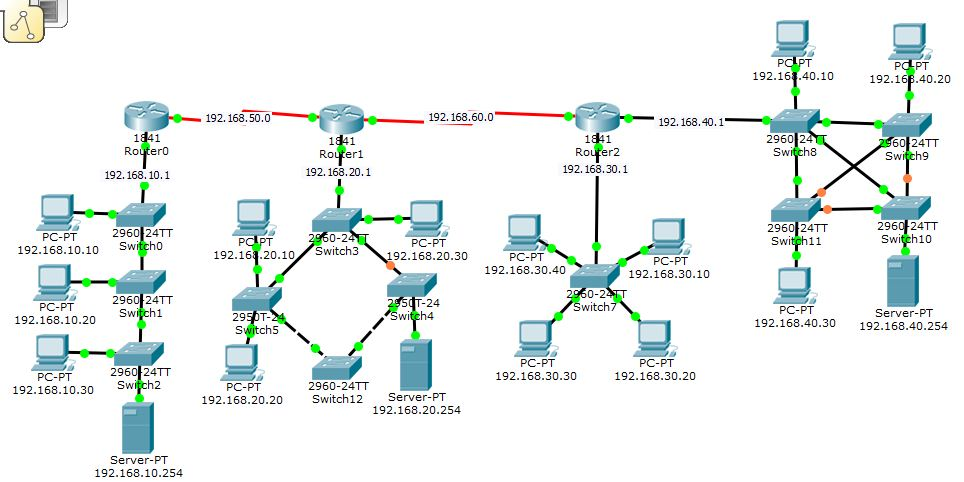 192.168.50.0
1841
Router0
192.168.10.1
PC-PT
192.168.10.10
2960-24TT
Switch0
PC-PT
192.168.10.20
2960-24TT
Switch1
PC-PT
192.168.10.30
2960-24TT
Switch2
Server-PT
192.168.10.254
192.168.60.0
1841
Router1
192.168.20.1
PC-PT
192.168.20.10
2960-24TT
Switch3
PC-PT
192.168.20.30
2950T-24
Switch5
2950T-24
Switch4
PC-PT
192.168.20.20
2960-24TT
Switch12
Server-PT
192.168.20.254
1841
Router2
192.168.30.1
192.168.40.1
PC-PT
192.168.30.40
PC-PT
192.168.30.10
2960-24TT
Switch7
PC-PT
192.168.30.30
PC-PT
192.168.30.20
PC-PT
192.168.40.10
PC-PT
192.168.40.20
2960-24TT
Switch8
2960-24TT
Switch9
2960-24TT
Switch11
2960-24TT
Switch10
PC-PT
192.168.40.30
Server-PT
192.168.40.254